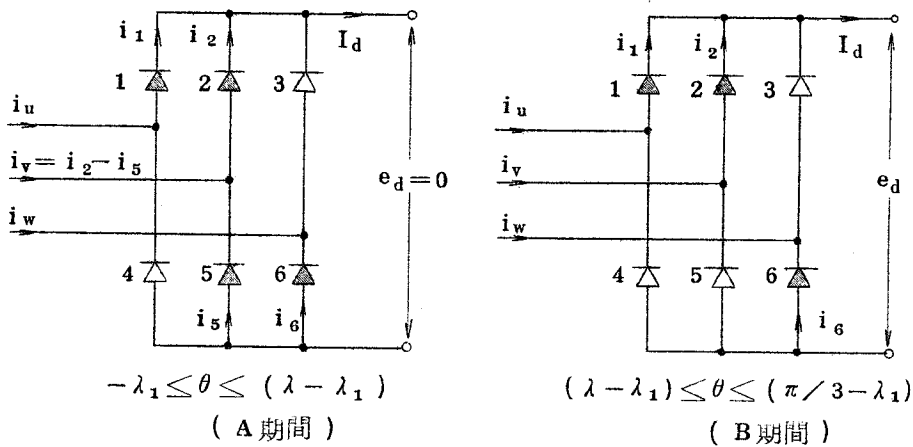 i₁ i₂ I_d
1 2 3
i_u
i_v = i₂ − i₅
e_d = 0
i_w
4 5 6
i₅ i₆
−λ₁ ≤ θ ≤ ( λ − λ₁ )
( A 期間 )
i₁ i₂ I_d
1 2 3
i_u
i_v
e_d
i_w
4 5 6
i₆
( λ − λ₁ ) ≤ θ ≤ ( π / 3 − λ₁ )
( B 期間 )